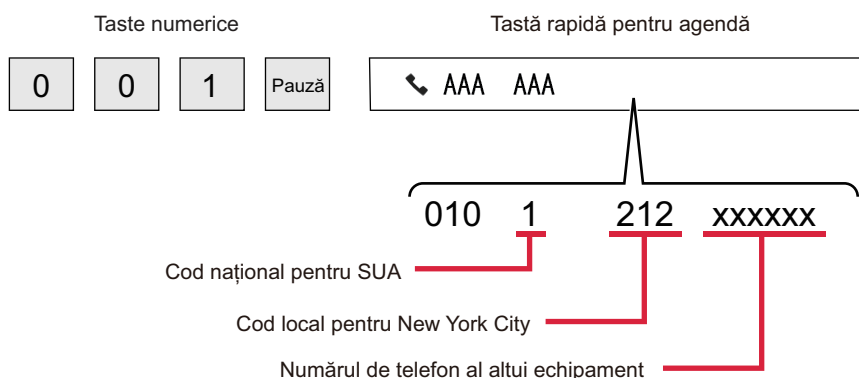 Taste numerice Tastă rapidă pentru agendă
0 0 1 Pauză AAA AAA
010 1 212 xxxxxx
Cod național pentru SUA
Cod local pentru New York City
Numărul de telefon al altui echipament